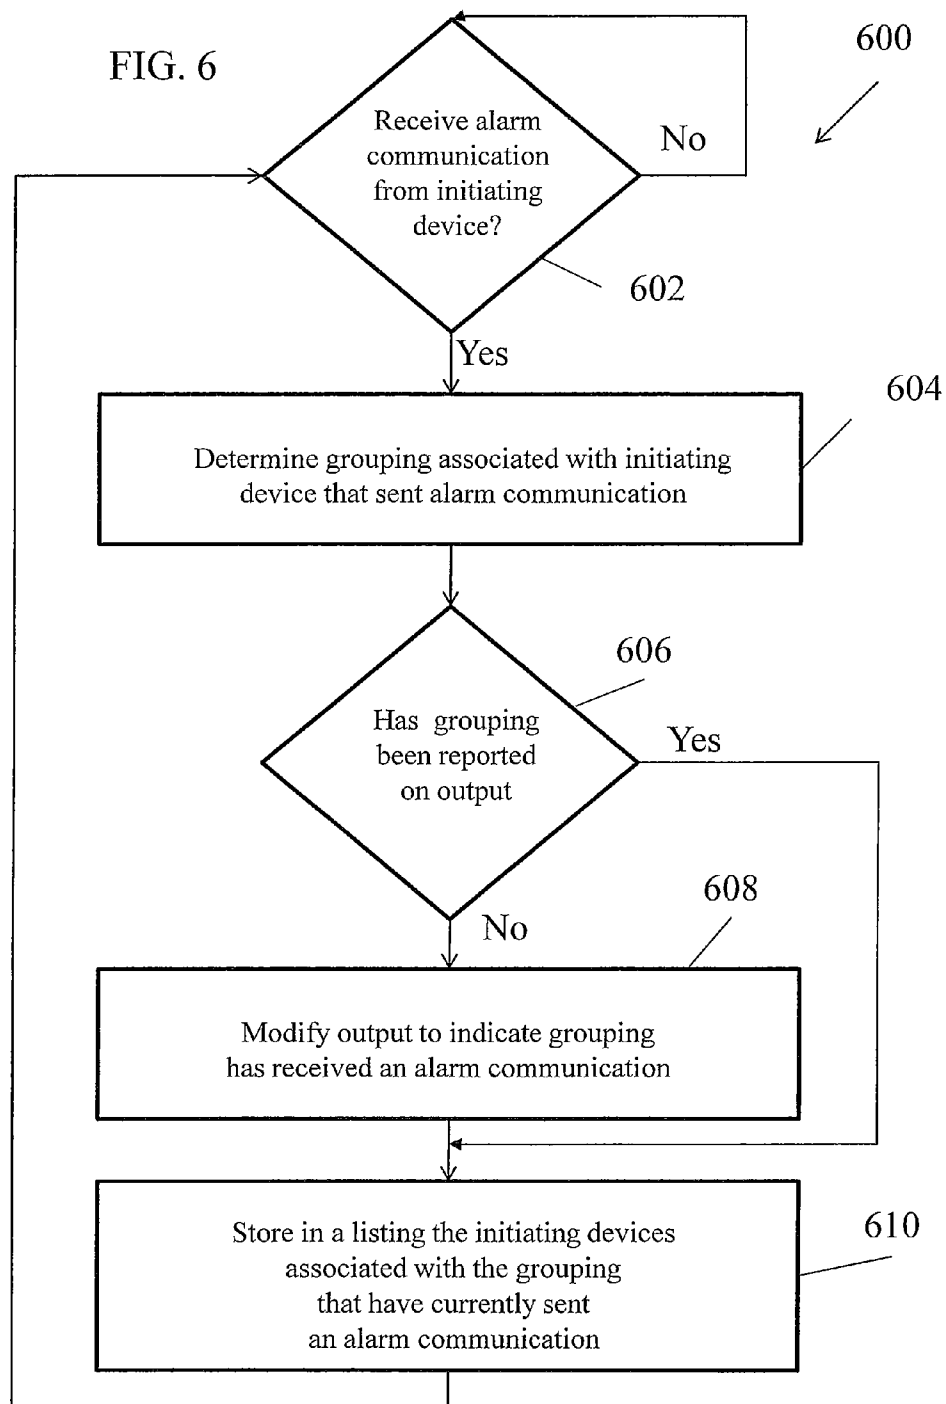 FIG. 6
600
Receive alarm
communication
from initiating
device?
No
602
Yes
604
Determine grouping associated with initiating
device that sent alarm communication
606
Has grouping
been reported
on output
Yes
No
608
Modify output to indicate grouping
has received an alarm communication
610
Store in a listing the initiating devices
associated with the grouping
that have currently sent
an alarm communication